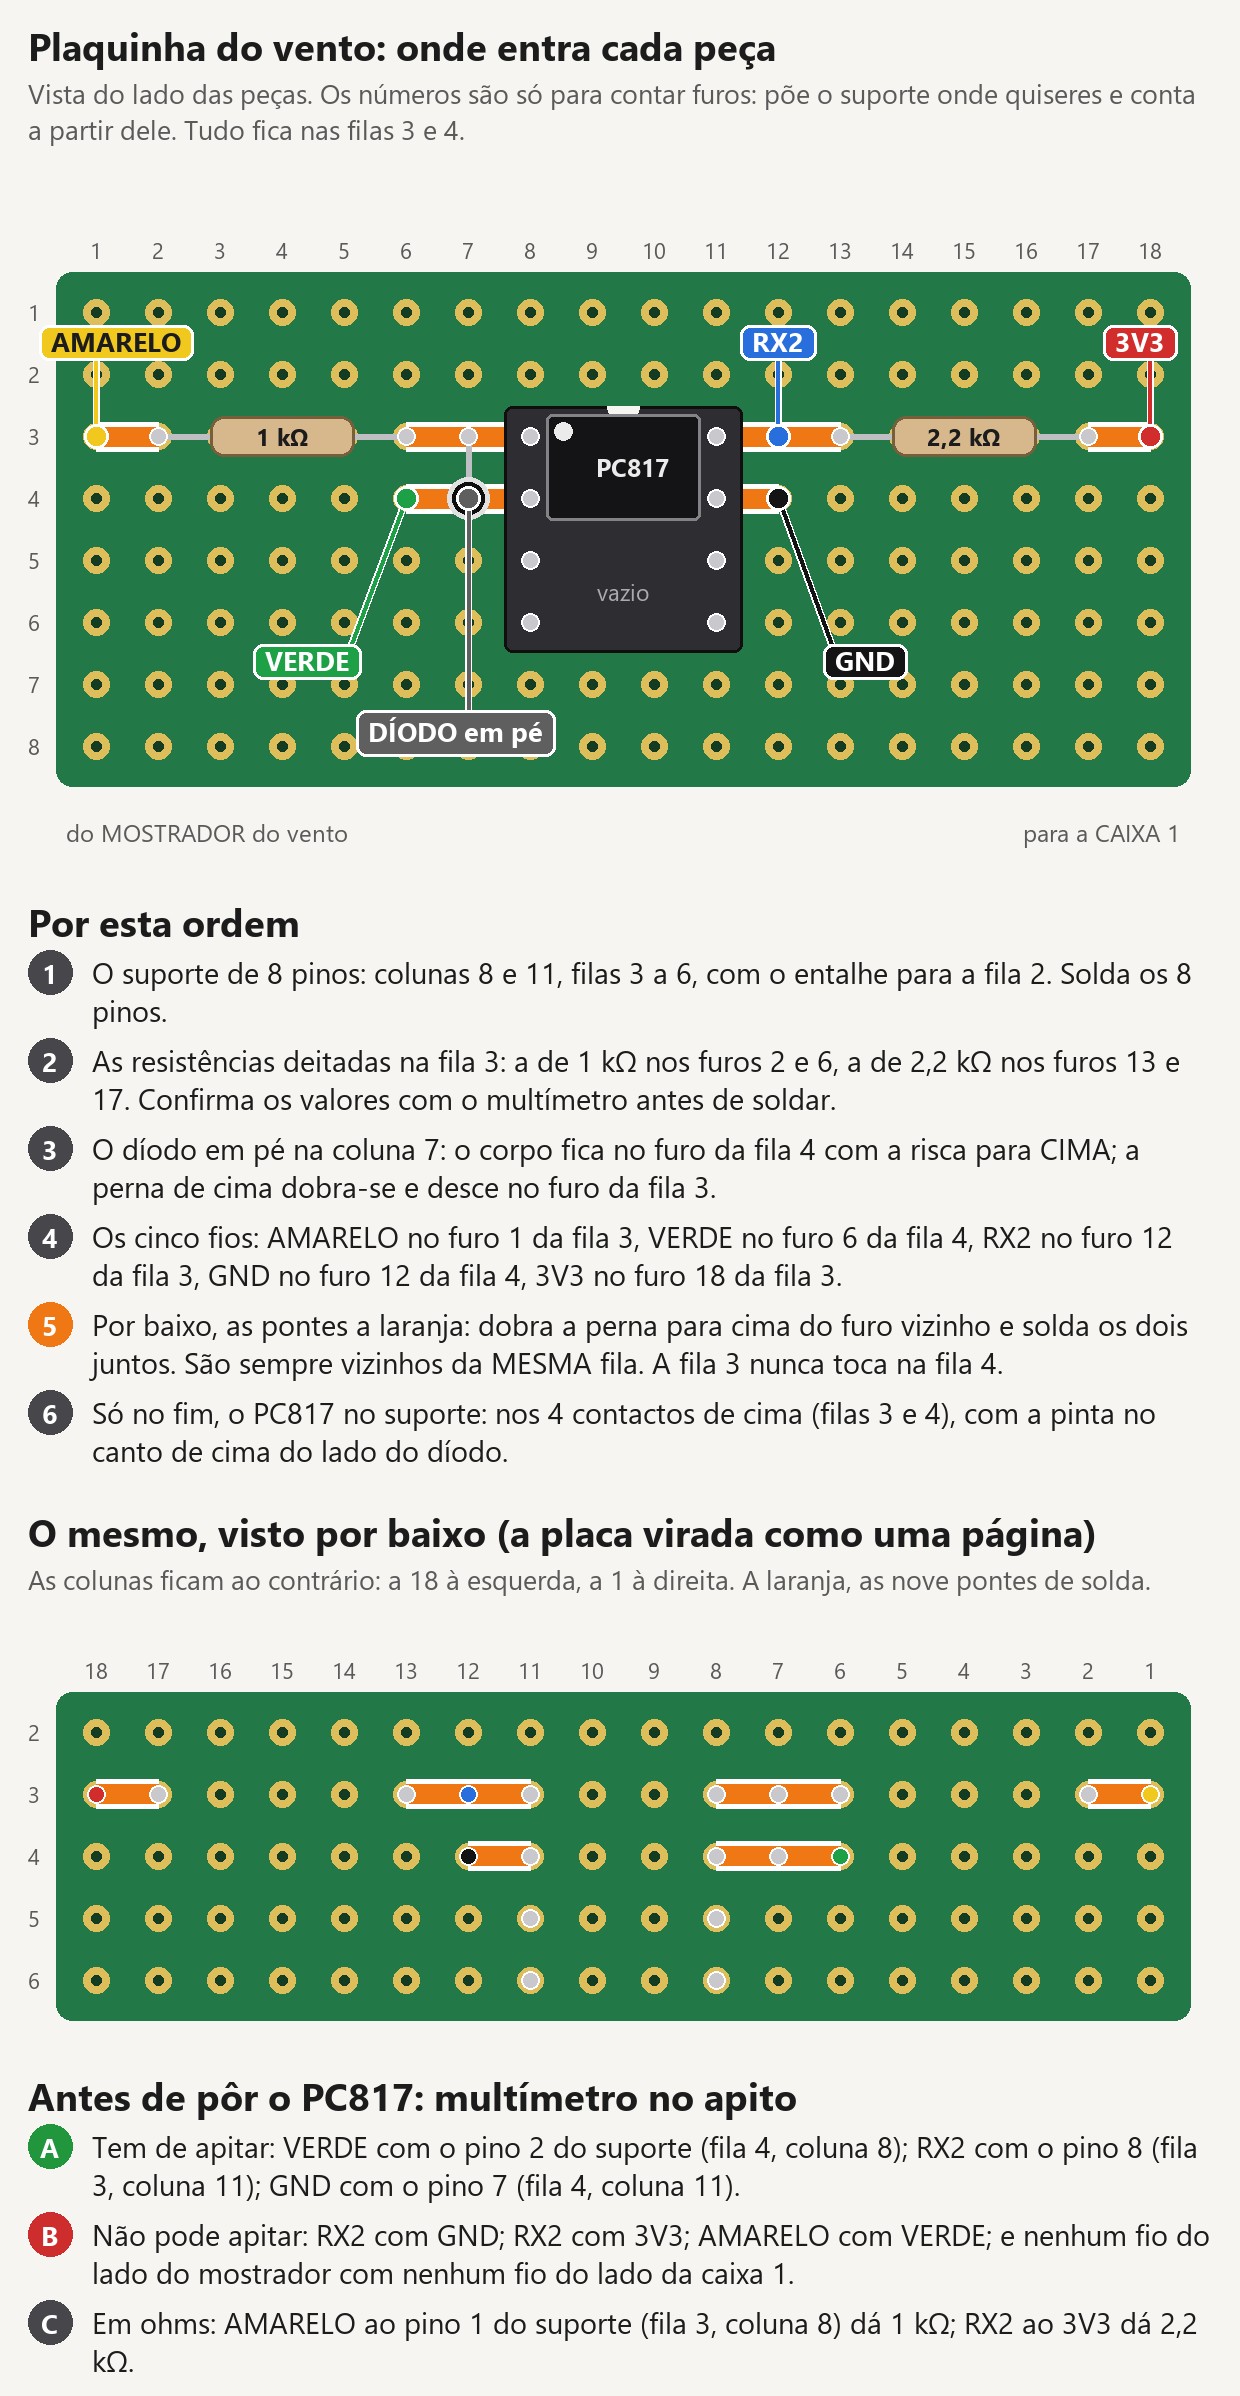 Plaquinha do vento: onde entra cada peça
Vista do lado das peças. Os números são só para contar furos: põe o suporte onde quiseres e conta
a partir dele. Tudo fica nas filas 3 e 4.
1 2 3 4 5 6 7 8 9 10 11 12 13 14 15 16 17 18
1
AMARELO RX2 3V3
2
3 1 kΩ 2,2 kΩ
PC817
4
5
vazio
6
VERDE GND
7
DÍODO em pé
8
do MOSTRADOR do vento para a CAIXA 1
Por esta ordem
1 O suporte de 8 pinos: colunas 8 e 11, filas 3 a 6, com o entalhe para a fila 2. Solda os 8
pinos.
2 As resistências deitadas na fila 3: a de 1 kΩ nos furos 2 e 6, a de 2,2 kΩ nos furos 13 e
17. Confirma os valores com o multímetro antes de soldar.
3 O díodo em pé na coluna 7: o corpo fica no furo da fila 4 com a risca para CIMA; a
perna de cima dobra-se e desce no furo da fila 3.
4 Os cinco fios: AMARELO no furo 1 da fila 3, VERDE no furo 6 da fila 4, RX2 no furo 12
da fila 3, GND no furo 12 da fila 4, 3V3 no furo 18 da fila 3.
5 Por baixo, as pontes a laranja: dobra a perna para cima do furo vizinho e solda os dois
juntos. São sempre vizinhos da MESMA fila. A fila 3 nunca toca na fila 4.
6 Só no fim, o PC817 no suporte: nos 4 contactos de cima (filas 3 e 4), com a pinta no
canto de cima do lado do díodo.
O mesmo, visto por baixo (a placa virada como uma página)
As colunas ficam ao contrário: a 18 à esquerda, a 1 à direita. A laranja, as nove pontes de solda.
18 17 16 15 14 13 12 11 10 9 8 7 6 5 4 3 2 1
2
3
4
5
6
Antes de pôr o PC817: multímetro no apito
A Tem de apitar: VERDE com o pino 2 do suporte (fila 4, coluna 8); RX2 com o pino 8 (fila
3, coluna 11); GND com o pino 7 (fila 4, coluna 11).
B Não pode apitar: RX2 com GND; RX2 com 3V3; AMARELO com VERDE; e nenhum fio do
lado do mostrador com nenhum fio do lado da caixa 1.
C Em ohms: AMARELO ao pino 1 do suporte (fila 3, coluna 8) dá 1 kΩ; RX2 ao 3V3 dá 2,2
kΩ.